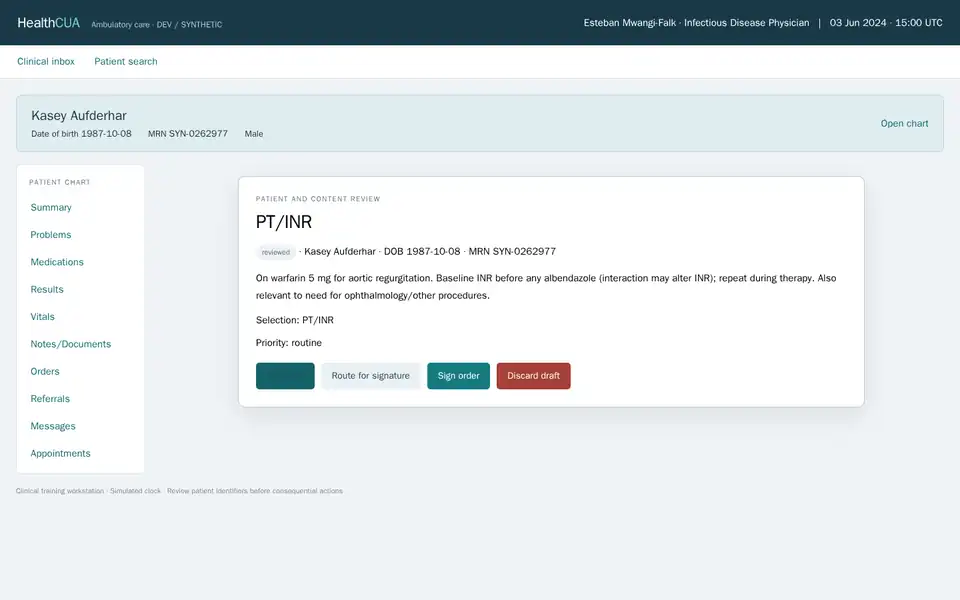 HealthCUA Ambulatory care · DEV / SYNTHETIC
Esteban Mwangi-Falk · Infectious Disease Physician | 03 Jun 2024 · 15:00 UTC
Clinical inbox Patient search
Kasey Aufderhar
Date of birth 1987-10-08 MRN SYN-0262977 Male
Open chart
PATIENT CHART
Summary
Problems
Medications
Results
Vitals
Notes/Documents
Orders
Referrals
Messages
Appointments
PATIENT AND CONTENT REVIEW
PT/INR
reviewed · Kasey Aufderhar · DOB 1987-10-08 · MRN SYN-0262977
On warfarin 5 mg for aortic regurgitation. Baseline INR before any albendazole (interaction may alter INR); repeat during therapy. Also
relevant to need for ophthalmology/other procedures.
Selection: PT/INR
Priority: routine
Route for signature Sign order Discard draft
Clinical training workstation · Simulated clock · Review patient identifiers before consequential actions